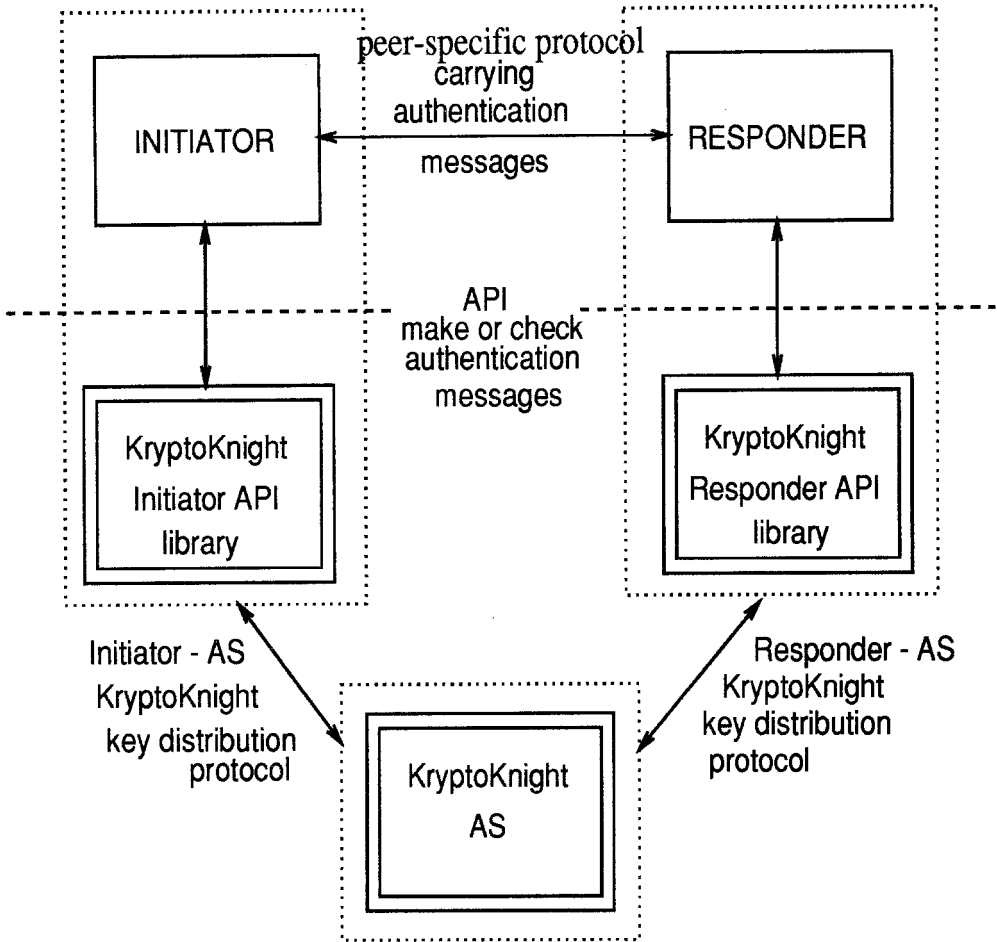 peer-specific protocol
carrying
authentication
messages
INITIATOR
RESPONDER
API
make or check
authentication
messages
KryptoKnight
Initiator API
library
KryptoKnight
Responder API
library
Initiator - AS
KryptoKnight
key distribution
protocol
Responder - AS
KryptoKnight
key distribution
protocol
KryptoKnight
AS